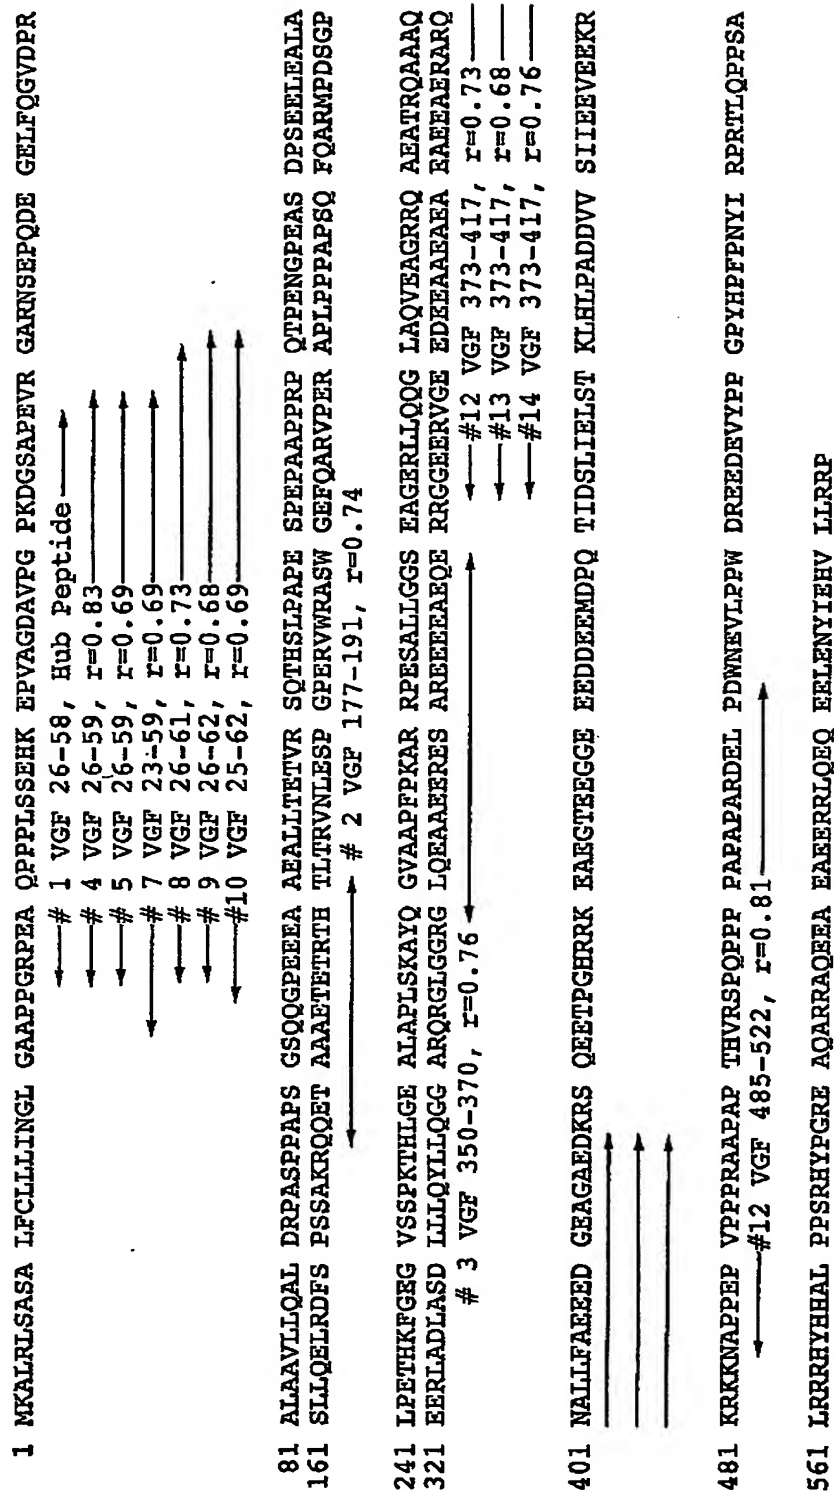 1 MKALRLSASA LFCLLLINGL GAAPPGRPEA QPPPLSSEHK EPVAGDAVPG PKDGSAPEVR GARNSEPQDE GELFQGVDPR
# 1 VGF 26-58, Hub Peptide
# 4 VGF 26-59, r=0.83
# 5 VGF 26-59, r=0.69
# 7 VGF 23-59, r=0.69
# 8 VGF 26-61, r=0.73
# 9 VGF 26-62, r=0.68
#10 VGF 25-62, r=0.69
81 ALAAVLLQAL DRPASPPAPS GSQQGPEEEA AEALLTETVR SQTHSLPAPE SPEPAAPPRP QTPENGPEAS DPSEELEALA
161 SLLQELRDFS PSSAKRQQET AAAETETRTH TLTRVNLESP GPERVWRASW GEFQARVPER APLPPPAPSQ FQARMPDSGP
# 2 VGF 177-191, r=0.74
241 LPETHKFGEG VSSPKTHLGE ALAPLSKAYQ GVAAPFPKAR RPESALLGGS EAGERLLQQG LAQVEAGRRQ AEATRQAAAQ
321 EERLADLASD LLLQYLLQGG ARQRGLGGRG LQEAAEERES AREEEEAEQE RRGGEERVGE EDEEAAEAEA EAEEAERARQ
# 3 VGF 350-370, r=0.76
#12 VGF 373-417, r=0.73
#13 VGF 373-417, r=0.68
#14 VGF 373-417, r=0.76
401 NALLFAEEED GEAGAEDKRS QEETPGHRRK EAEGTEEGGE EEDDEEMDPQ TIDSLIELST KLHLPADDVV SIIEEVEEKR
481 KRKKNAPPEP VPPPRAAPAP THVRSPQPPP PAPAPARDEL PDWNEVLPPW DREEDEVYPP GPYHPFPNYI RPRTLQPPSA
#12 VGF 485-522, r=0.81
561 LRRRHYHHAL PPSRHYPGRE AQARRAQEEA EAEERRLQEQ EELENYIEHV LLRRP